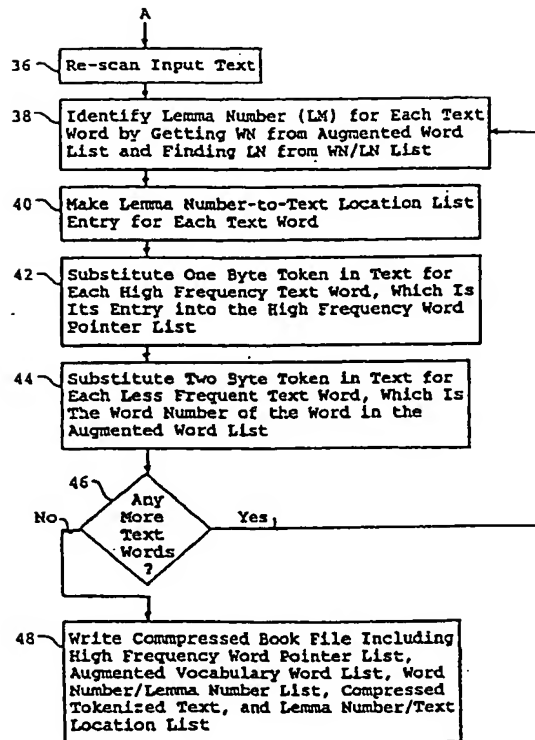 A
36 Re-scan Input Text
38 Identify Lemma Number (LM) for Each Text
Word by Getting WN from Augmented Word
List and Finding LN from WN/LN List
40 Make Lemma Number-to-Text Location List
Entry for Each Text Word
42 Substitute One Byte Token in Text for
Each High Frequency Text Word, Which Is
Its Entry into the High Frequency Word
Pointer List
44 Substitute Two Byte Token in Text for
Each Less Frequent Text Word, Which Is
The Word Number of the Word in the
Augmented Word List
46
Any
More
No Text Yes
Words
?
48 Write Commpressed Book File Including
High Frequency Word Pointer List,
Augmented Vocabulary Word List, Word
Number/Lemma Number List, Compressed
Tokenized Text, and Lemma Number/Text
Location List